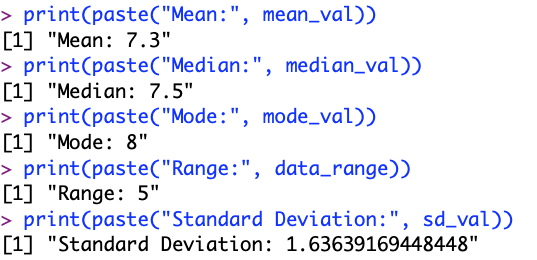 > print(paste("Mean:", mean_val))
[1] "Mean: 7.3"
> print(paste("Median:", median_val))
[1] "Median: 7.5"
> print(paste("Mode:", mode_val))
[1] "Mode: 8"
> print(paste("Range:", data_range))
[1] "Range: 5"
> print(paste("Standard Deviation:", sd_val))
[1] "Standard Deviation: 1.63639169448448"